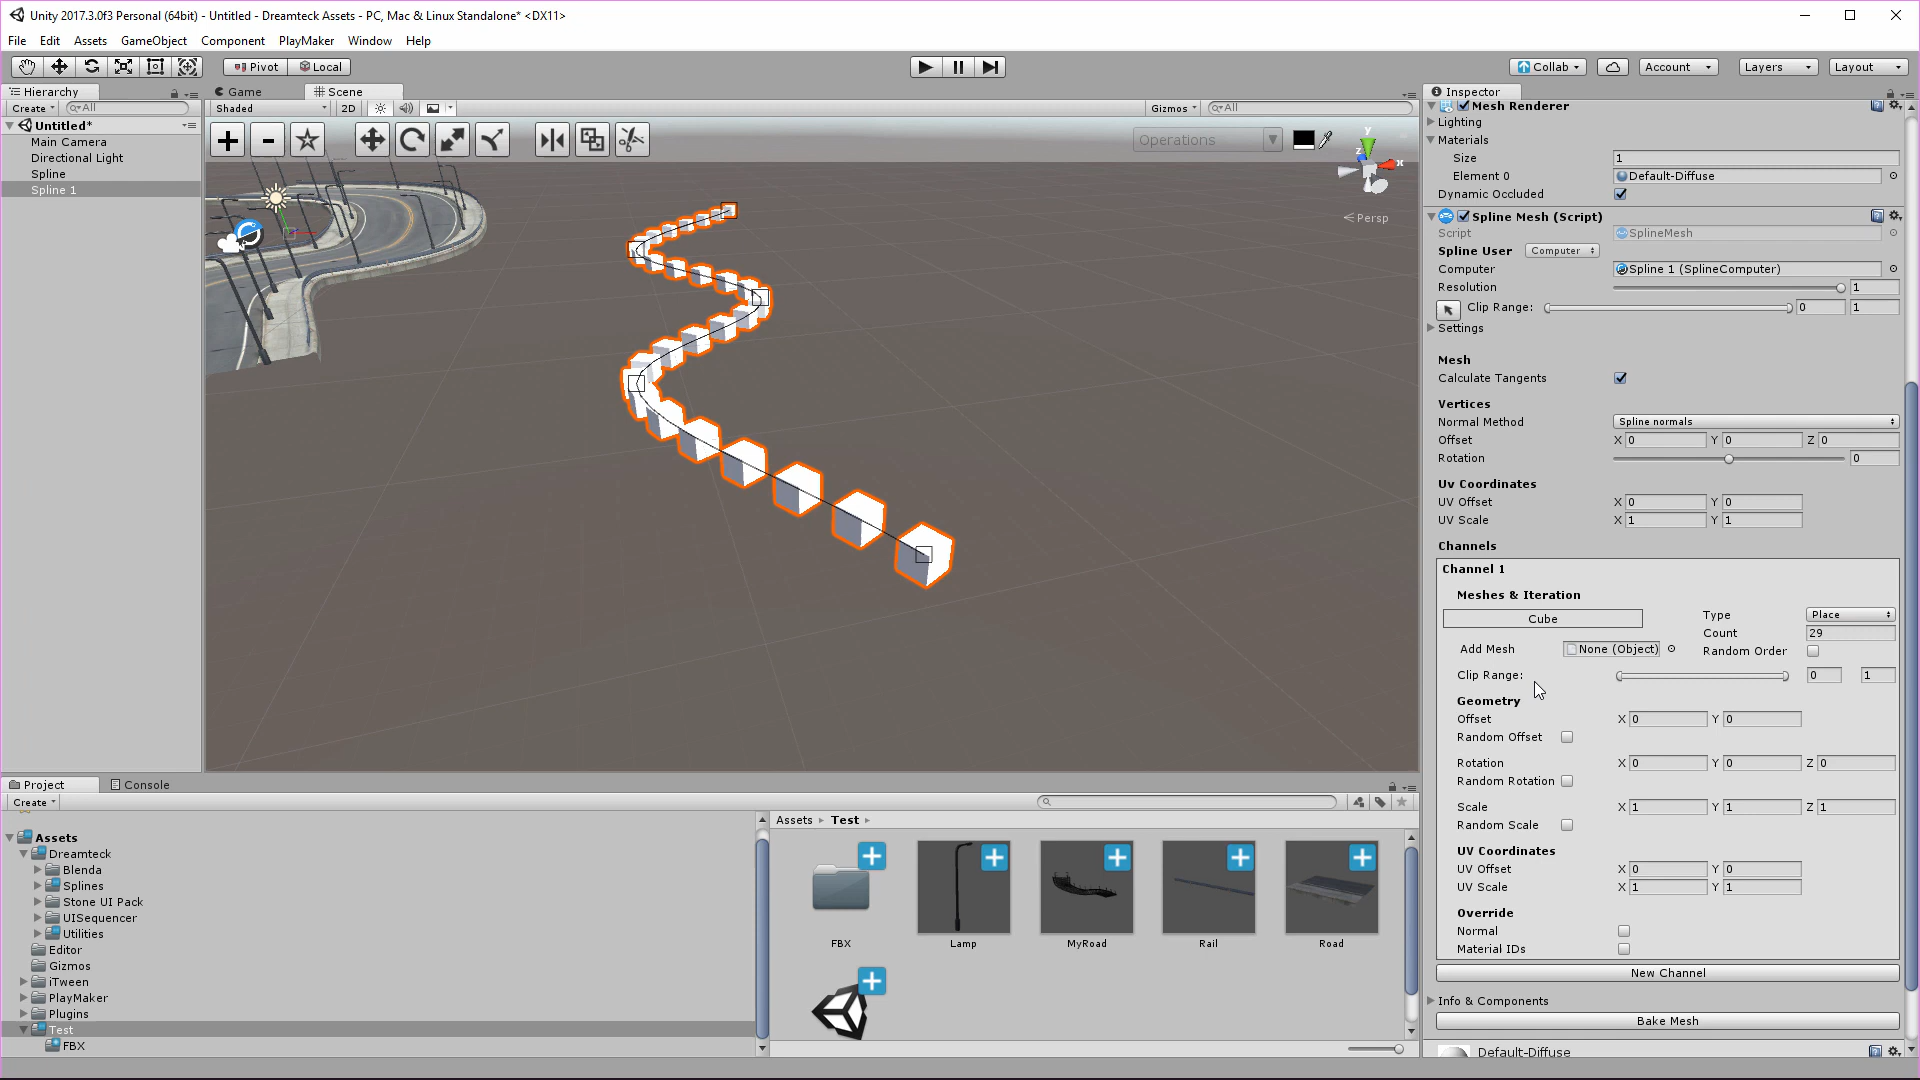 Unity 2017.3.0f3 Personal (64bit) - Untitled - Dreamteck Assets - PC, Mac & Linux Standalone* <DX11>
File Edit Assets GameObject Component PlayMaker Window Help
Pivot Local Collab Account Layers Layout
Hierarchy
Create All
Untitled*
Main Camera
Directional Light
Spline
Spline 1
Game Scene
Shaded 2D Gizmos All
Operations
y
z
x
Persp
Inspector
Mesh Renderer
Lighting
Materials
Size 1
Element 0 Default-Diffuse
Dynamic Occluded
Spline Mesh (Script)
Script SplineMesh
Spline User Computer
Computer Spline 1 (SplineComputer)
Resolution 1
Clip Range: 0 1
Settings
Mesh
Calculate Tangents
Vertices
Normal Method Spline normals
Offset X 0 Y 0 Z 0
Rotation 0
Uv Coordinates
UV Offset X 0 Y 0
UV Scale X 1 Y 1
Channels
Channel 1
Meshes & Iteration
Cube Type Place
Count 29
Add Mesh None (Object) Random Order
Clip Range: 0 1
Geometry
Offset X 0 Y 0
Random Offset
Rotation X 0 Y 0 Z 0
Random Rotation
Scale X 1 Y 1 Z 1
Random Scale
UV Coordinates
UV Offset X 0 Y 0
UV Scale X 1 Y 1
Override
Normal
Material IDs
New Channel
Info & Components
Bake Mesh
Default-Diffuse
Project Console
Create
Assets
Dreamteck
Blenda
Splines
Stone UI Pack
UISequencer
Utilities
Editor
Gizmos
iTween
PlayMaker
Plugins
Test
FBX
Assets Test
FBX Lamp MyRoad Rail Road